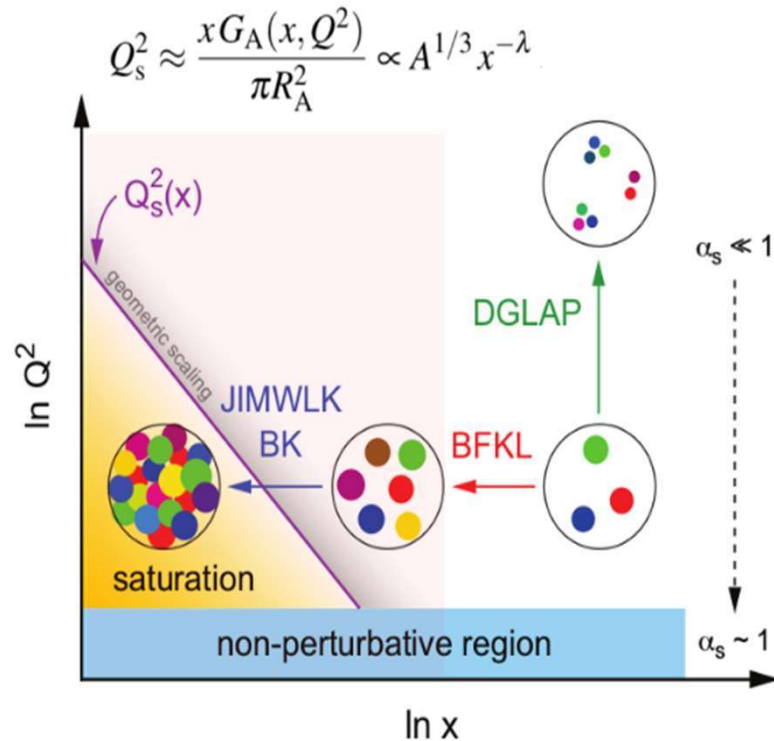 Q_s^2 ≈ xG_A(x, Q^2) / πR_A^2 ∝ A^{1/3} x^{-λ}
Q_s^2(x)
α_s ≪ 1
geometric scaling
DGLAP
ln Q^2
JIMWLK
BK
BFKL
saturation
non-perturbative region
α_s ~ 1
ln x